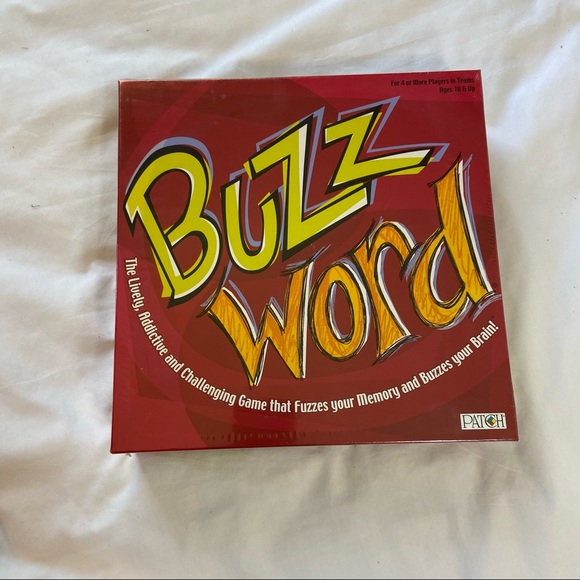 For 4 or More Players in Teams
Ages 10 & Up
BUZZ
Word
The Lively, Addictive and Challenging Game that Fuzzes your Memory and Buzzes your Brain!
PATCH